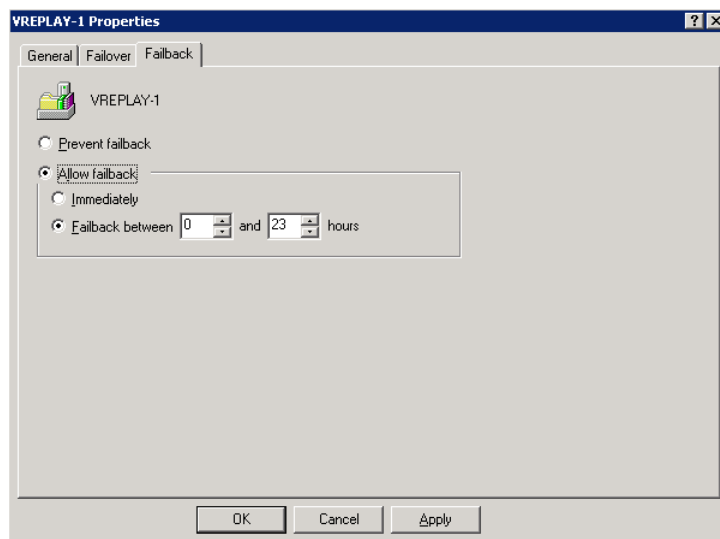 VREPLAY-1 Properties
General Failover Failback
VREPLAY-1
Prevent failback
Allow failback
Immediately
Failback between 0 and 23 hours
OK Cancel Apply